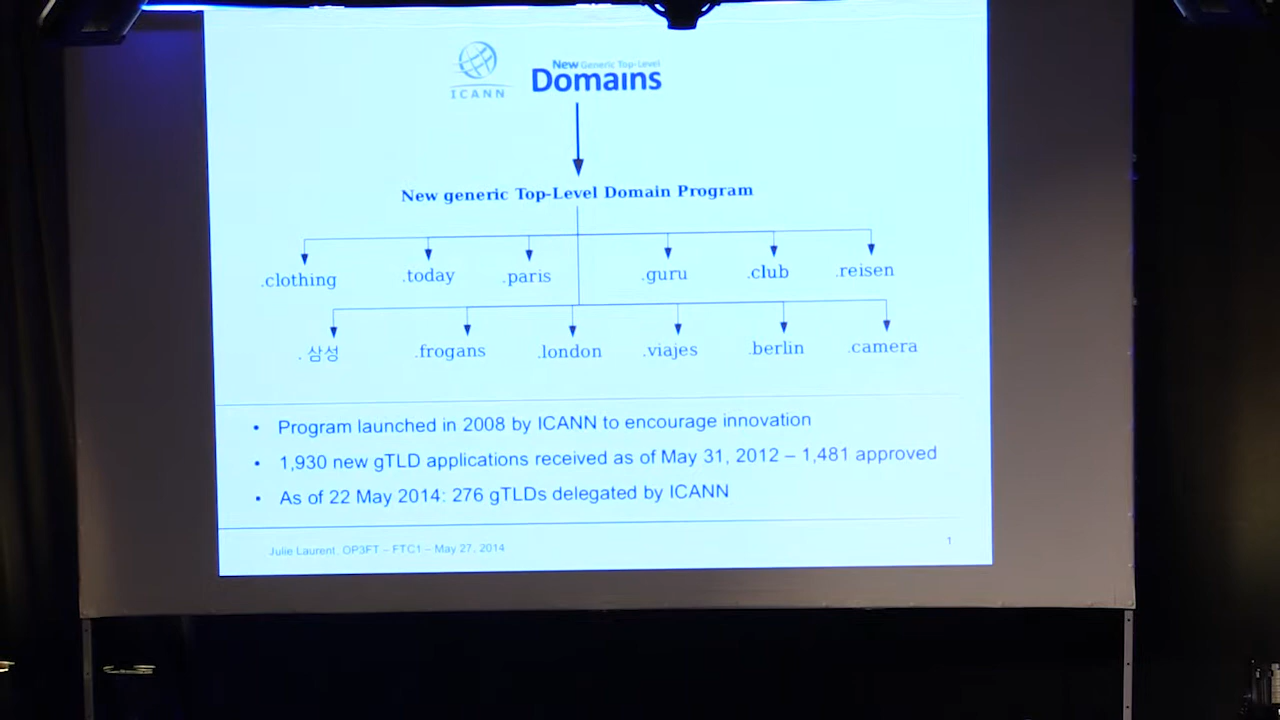 ICANN
New Generic Top-Level
Domains
New generic Top-Level Domain Program
.clothing .today .paris .guru .club .reisen
.삼성 .frogans .london .viajes .berlin .camera
• Program launched in 2008 by ICANN to encourage innovation
• 1,930 new gTLD applications received as of May 31, 2012 – 1,481 approved
• As of 22 May 2014: 276 gTLDs delegated by ICANN
Julie Laurent, OP3FT – FTC1 – May 27, 2014
1